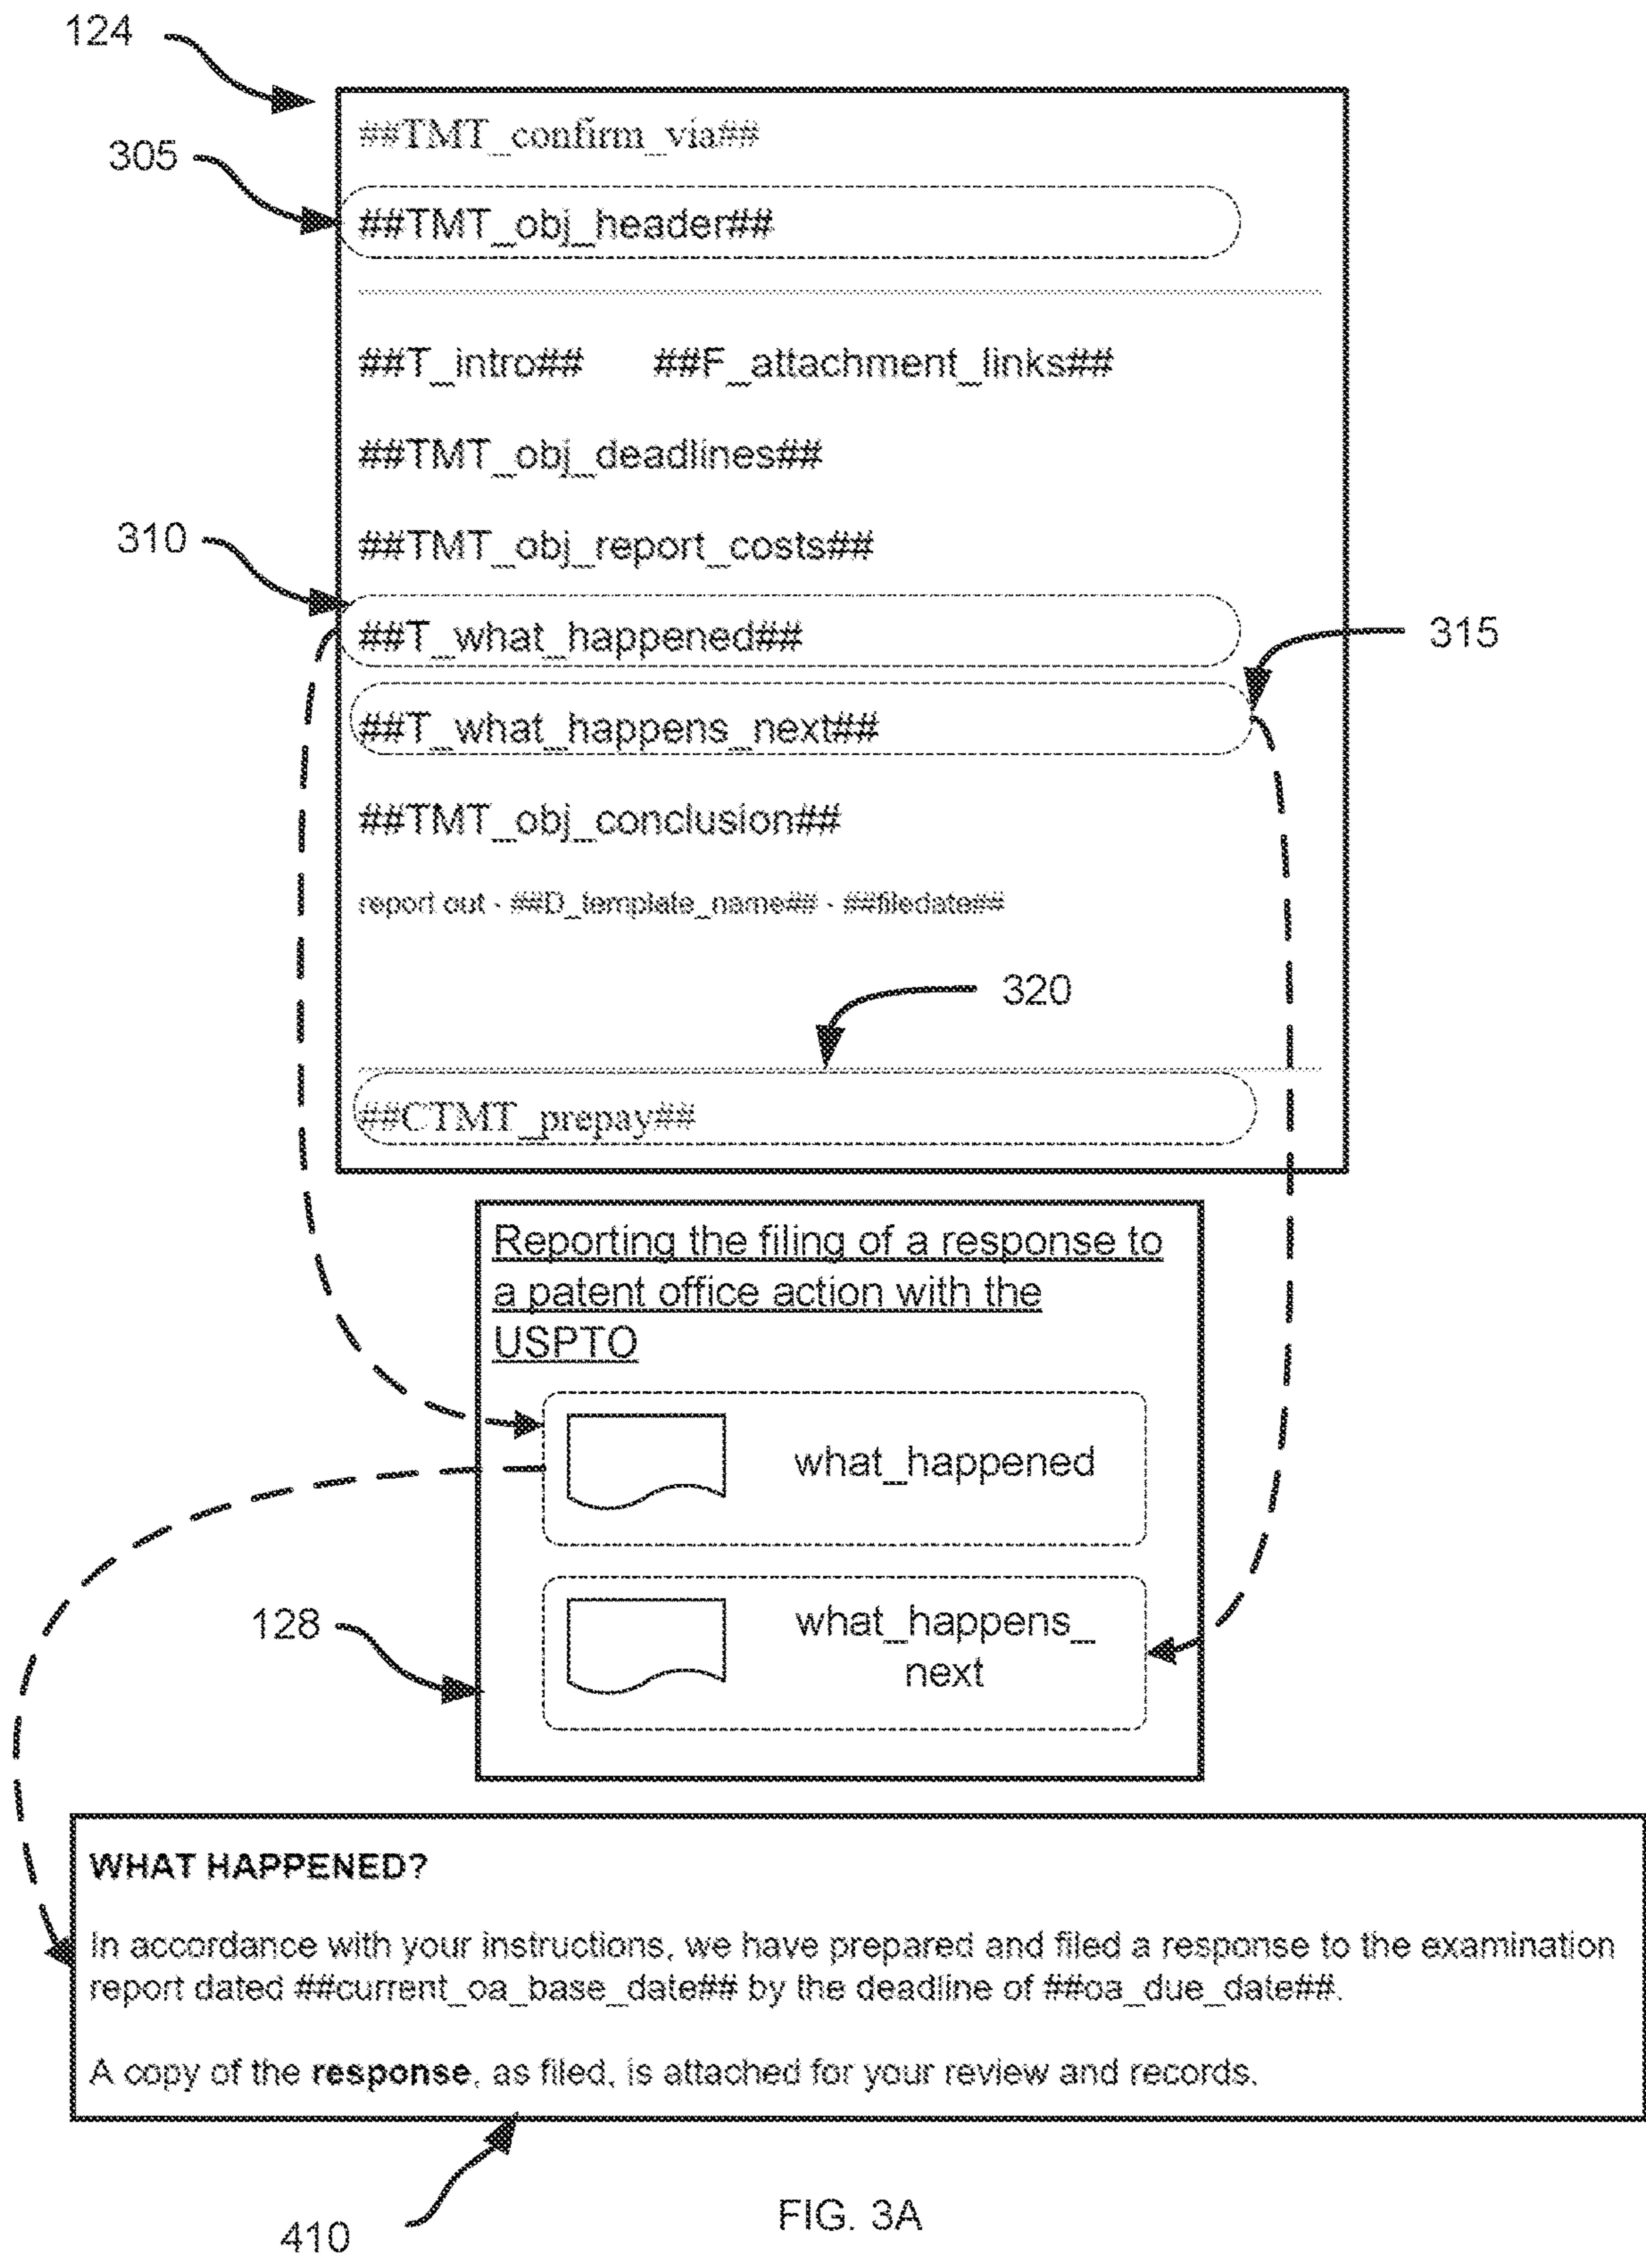 124
##TMT_confirm_via##
305
##TMT_obj_header##
##T_intro## ##F_attachment_links##
##TMT_obj_deadlines##
310
##TMT_obj_report_costs##
##T_what_happened##
315
##T_what_happens_next##
##TMT_obj_conclusion##
report out - ##D_template_name## - ##filedate##
320
##CTMT_prepay##
Reporting the filing of a response to
a patent office action with the
USPTO
what_happened
128
what_happens_
next
WHAT HAPPENED?
In accordance with your instructions, we have prepared and filed a response to the examination
report dated ##current_oa_base_date## by the deadline of ##oa_due_date##.
A copy of the response, as filed, is attached for your review and records.
410
FIG. 3A